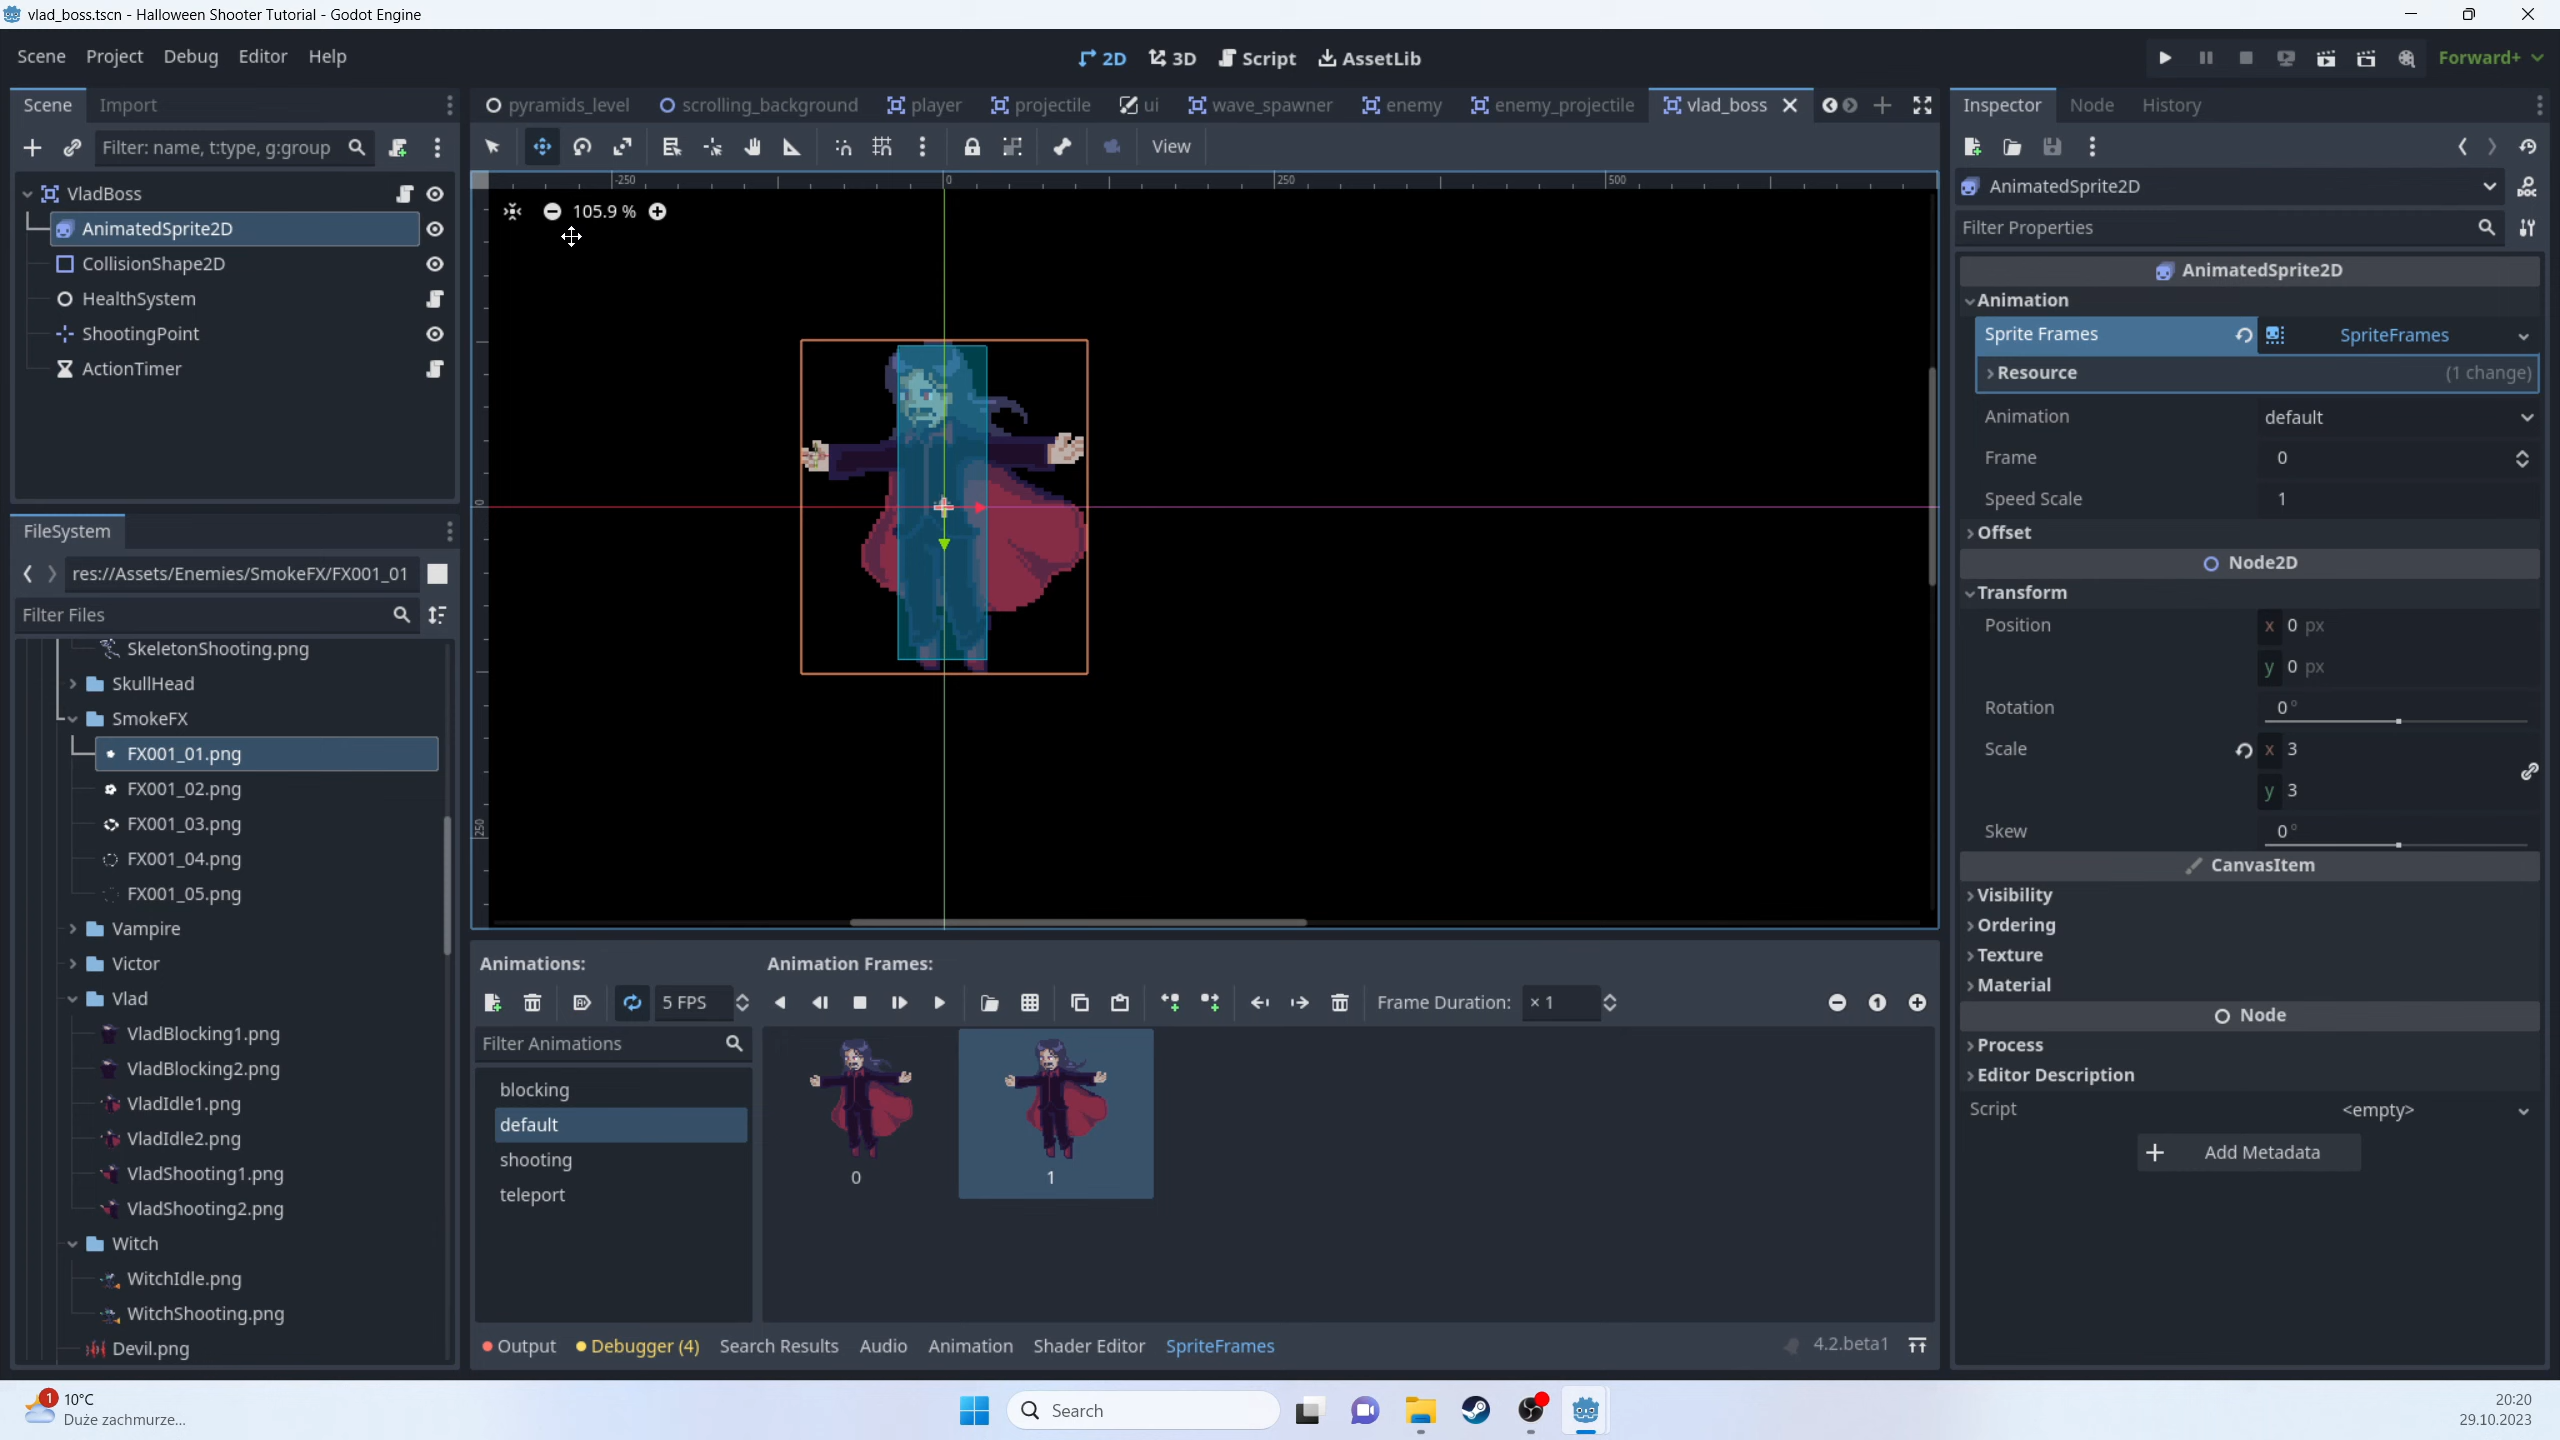 vlad_boss.tscn - Halloween Shooter Tutorial - Godot Engine
Scene Project Debug Editor Help
2D 3D Script AssetLib
Forward+
Scene Import
pyramids_level scrolling_background player projectile ui wave_spawner enemy enemy_projectile vlad_boss
Inspector Node History
Filter: name, t:type, g:group
View
VladBoss
AnimatedSprite2D
CollisionShape2D
HealthSystem
ShootingPoint
ActionTimer
-250 0 250 500
105.9 %
0
250
AnimatedSprite2D
Filter Properties
AnimatedSprite2D
Animation
Sprite Frames SpriteFrames
Resource (1 change)
Animation default
Frame 0
Speed Scale 1
Offset
Node2D
Transform
Position x 0 px
y 0 px
Rotation 0°
Scale x 3
y 3
Skew 0°
CanvasItem
Visibility
Ordering
Texture
Material
Node
Process
Editor Description
Script <empty>
Add Metadata
FileSystem
res://Assets/Enemies/SmokeFX/FX001_01
Filter Files
SkeletonShooting.png
SkullHead
SmokeFX
FX001_01.png
FX001_02.png
FX001_03.png
FX001_04.png
FX001_05.png
Vampire
Victor
Vlad
VladBlocking1.png
VladBlocking2.png
VladIdle1.png
VladIdle2.png
VladShooting1.png
VladShooting2.png
Witch
WitchIdle.png
WitchShooting.png
Devil.png
Animations: Animation Frames:
5 FPS
Frame Duration: × 1
1
Filter Animations
blocking
default
shooting
teleport
0 1
Output Debugger (4) Search Results Audio Animation Shader Editor SpriteFrames
4.2.beta1
1
10°C
Duże zachmurze...
Search
20:20
29.10.2023